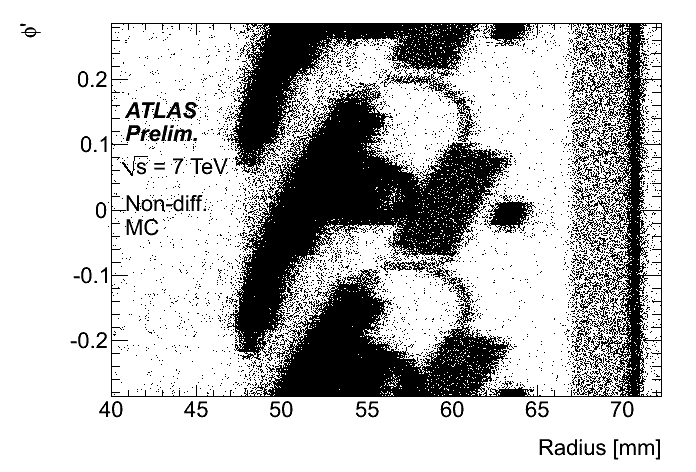 ϕ'
0.2
ATLAS
Prelim.
0.1
√s = 7 TeV
Non-diff.
0
MC
-0.1
-0.2
40 45 50 55 60 65 70
Radius [mm]